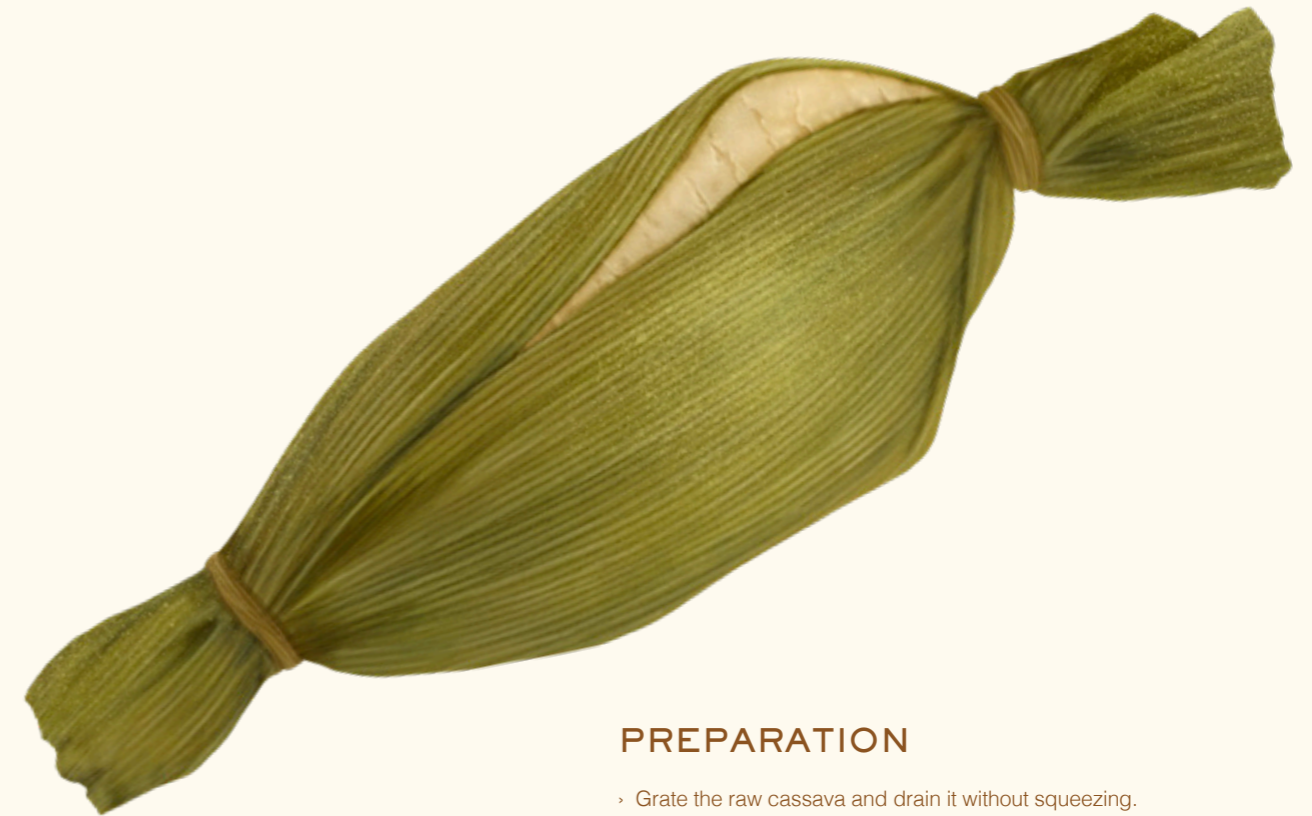 PREPARATION
› Grate the raw cassava and drain it without squeezing.